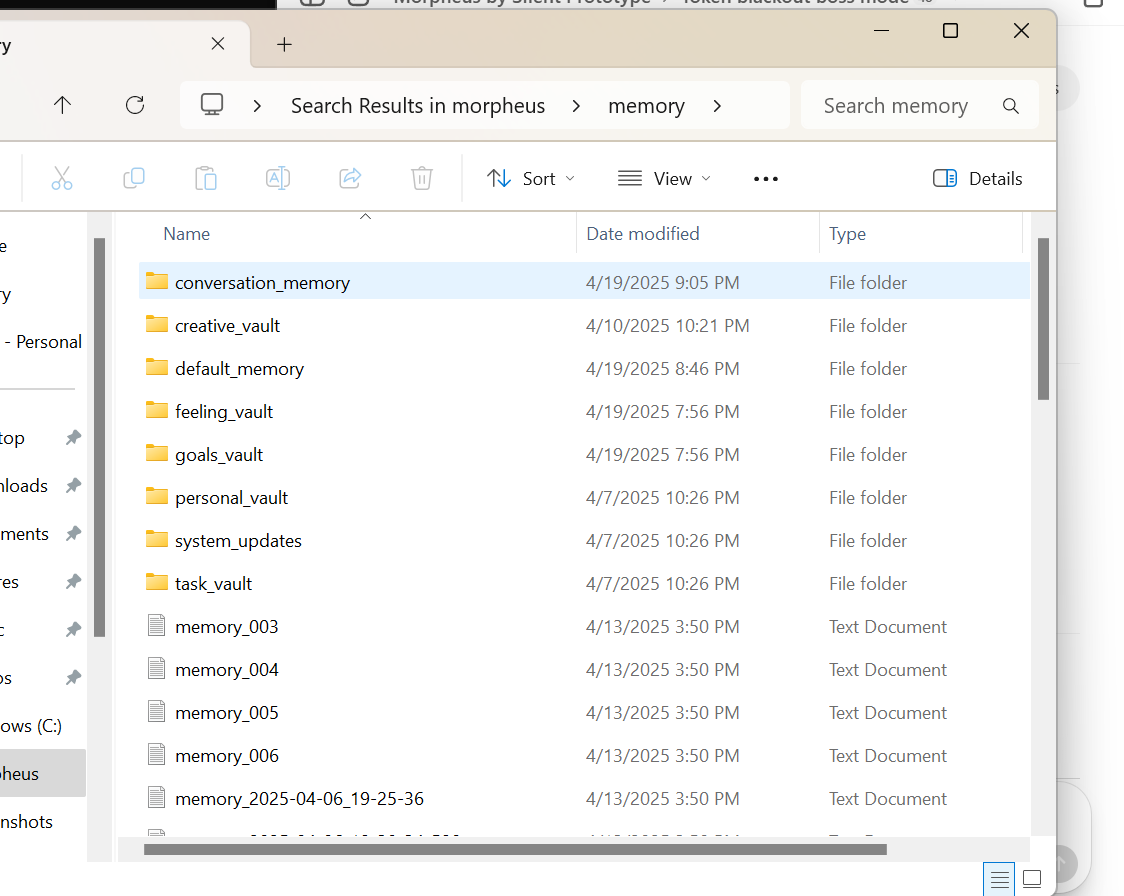 ry
Search Results in morpheus
memory
Search memory
Sort
View
Details
Name
Date modified
Type
e
ry
- Personal
top
nloads
ments
res
c
os
ows (C:)
pheus
nshots
conversation_memory 4/19/2025 9:05 PM File folder
creative_vault 4/10/2025 10:21 PM File folder
default_memory 4/19/2025 8:46 PM File folder
feeling_vault 4/19/2025 7:56 PM File folder
goals_vault 4/19/2025 7:56 PM File folder
personal_vault 4/7/2025 10:26 PM File folder
system_updates 4/7/2025 10:26 PM File folder
task_vault 4/7/2025 10:26 PM File folder
memory_003 4/13/2025 3:50 PM Text Document
memory_004 4/13/2025 3:50 PM Text Document
memory_005 4/13/2025 3:50 PM Text Document
memory_006 4/13/2025 3:50 PM Text Document
memory_2025-04-06_19-25-36 4/13/2025 3:50 PM Text Document